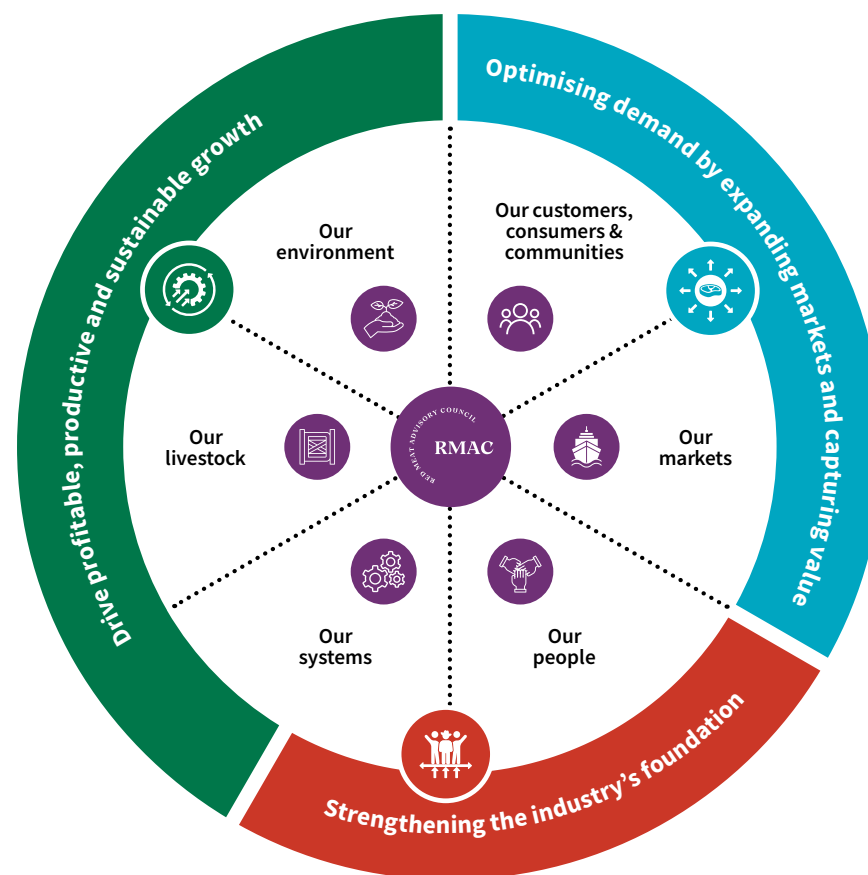 Drive profitable, productive and sustainable growth
Optimising demand by expanding markets and capturing value
Our
environment
Our customers,
consumers &
communities
Our
livestock
RED MEAT ADVISORY COUNCIL
RMAC
Our
markets
Our
systems
Our
people
Strengthening the industry’s foundation